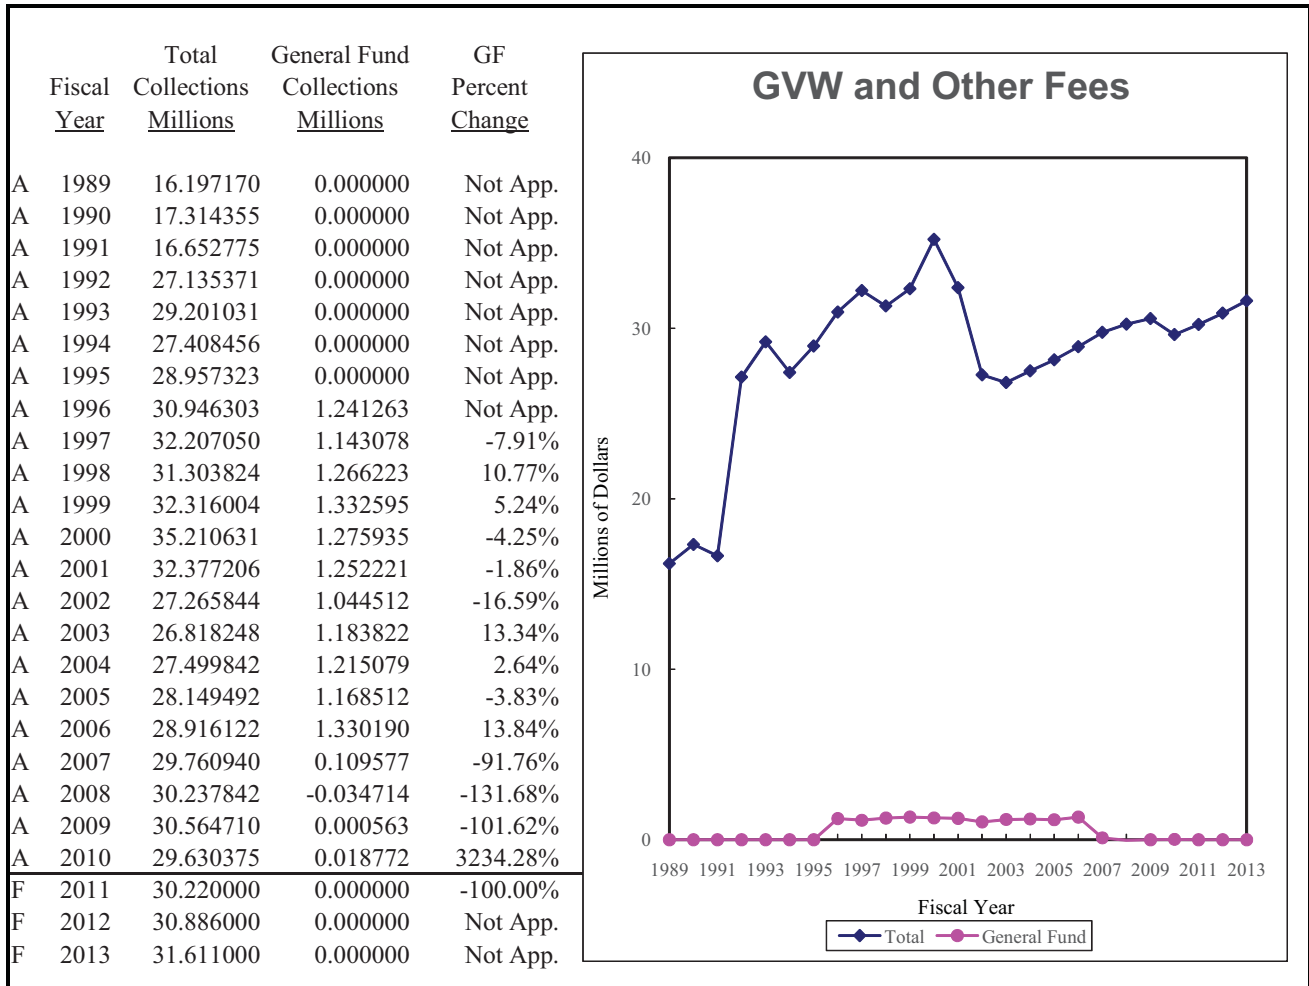 Total General Fund GF
Fiscal Collections Collections Percent
Year Millions Millions Change
A 1989 16.197170 0.000000 Not App.
A 1990 17.314355 0.000000 Not App.
A 1991 16.652775 0.000000 Not App.
A 1992 27.135371 0.000000 Not App.
A 1993 29.201031 0.000000 Not App.
A 1994 27.408456 0.000000 Not App.
A 1995 28.957323 0.000000 Not App.
A 1996 30.946303 1.241263 Not App.
A 1997 32.207050 1.143078 -7.91%
A 1998 31.303824 1.266223 10.77%
A 1999 32.316004 1.332595 5.24%
A 2000 35.210631 1.275935 -4.25%
A 2001 32.377206 1.252221 -1.86%
A 2002 27.265844 1.044512 -16.59%
A 2003 26.818248 1.183822 13.34%
A 2004 27.499842 1.215079 2.64%
A 2005 28.149492 1.168512 -3.83%
A 2006 28.916122 1.330190 13.84%
A 2007 29.760940 0.109577 -91.76%
A 2008 30.237842 -0.034714 -131.68%
A 2009 30.564710 0.000563 -101.62%
A 2010 29.630375 0.018772 3234.28%
F 2011 30.220000 0.000000 -100.00%
F 2012 30.886000 0.000000 Not App.
F 2013 31.611000 0.000000 Not App.
GVW and Other Fees
40
30
20
10
0
Millions of Dollars
1989 1991 1993 1995 1997 1999 2001 2003 2005 2007 2009 2011 2013
Fiscal Year
Total General Fund